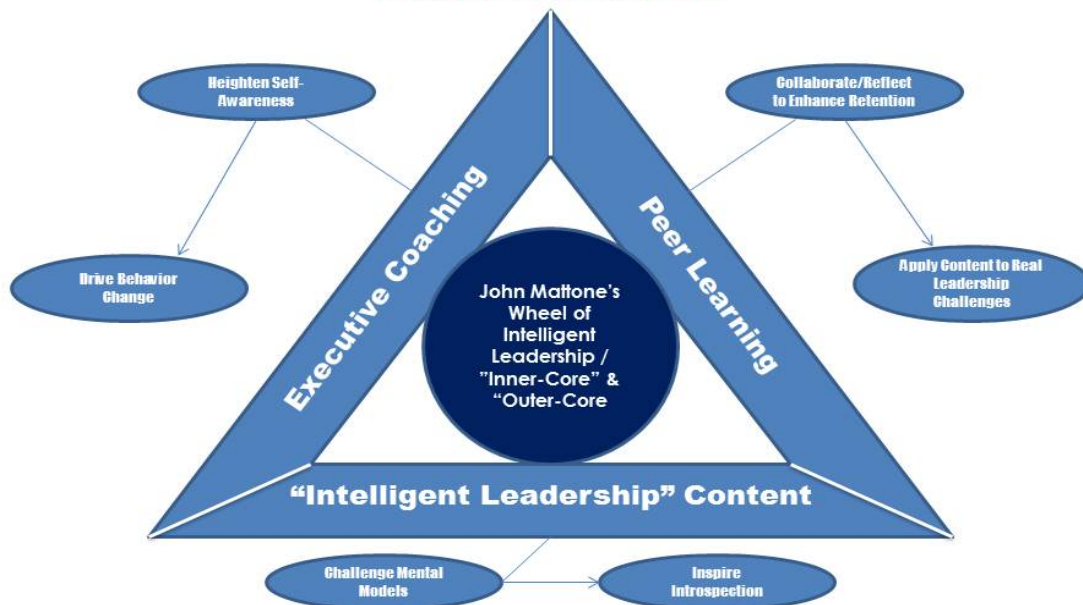 Heighten Self-
Awareness
Collaborate/Reflect
to Enhance Retention
Executive Coaching
Peer Learning
Drive Behavior
Change
Apply Content to Real
Leadership
Challenges
John Mattone’s
Wheel of
Intelligent
Leadership /
”Inner-Core” &
“Outer-Core
“Intelligent Leadership” Content
Challenge Mental
Models
Inspire
Introspection